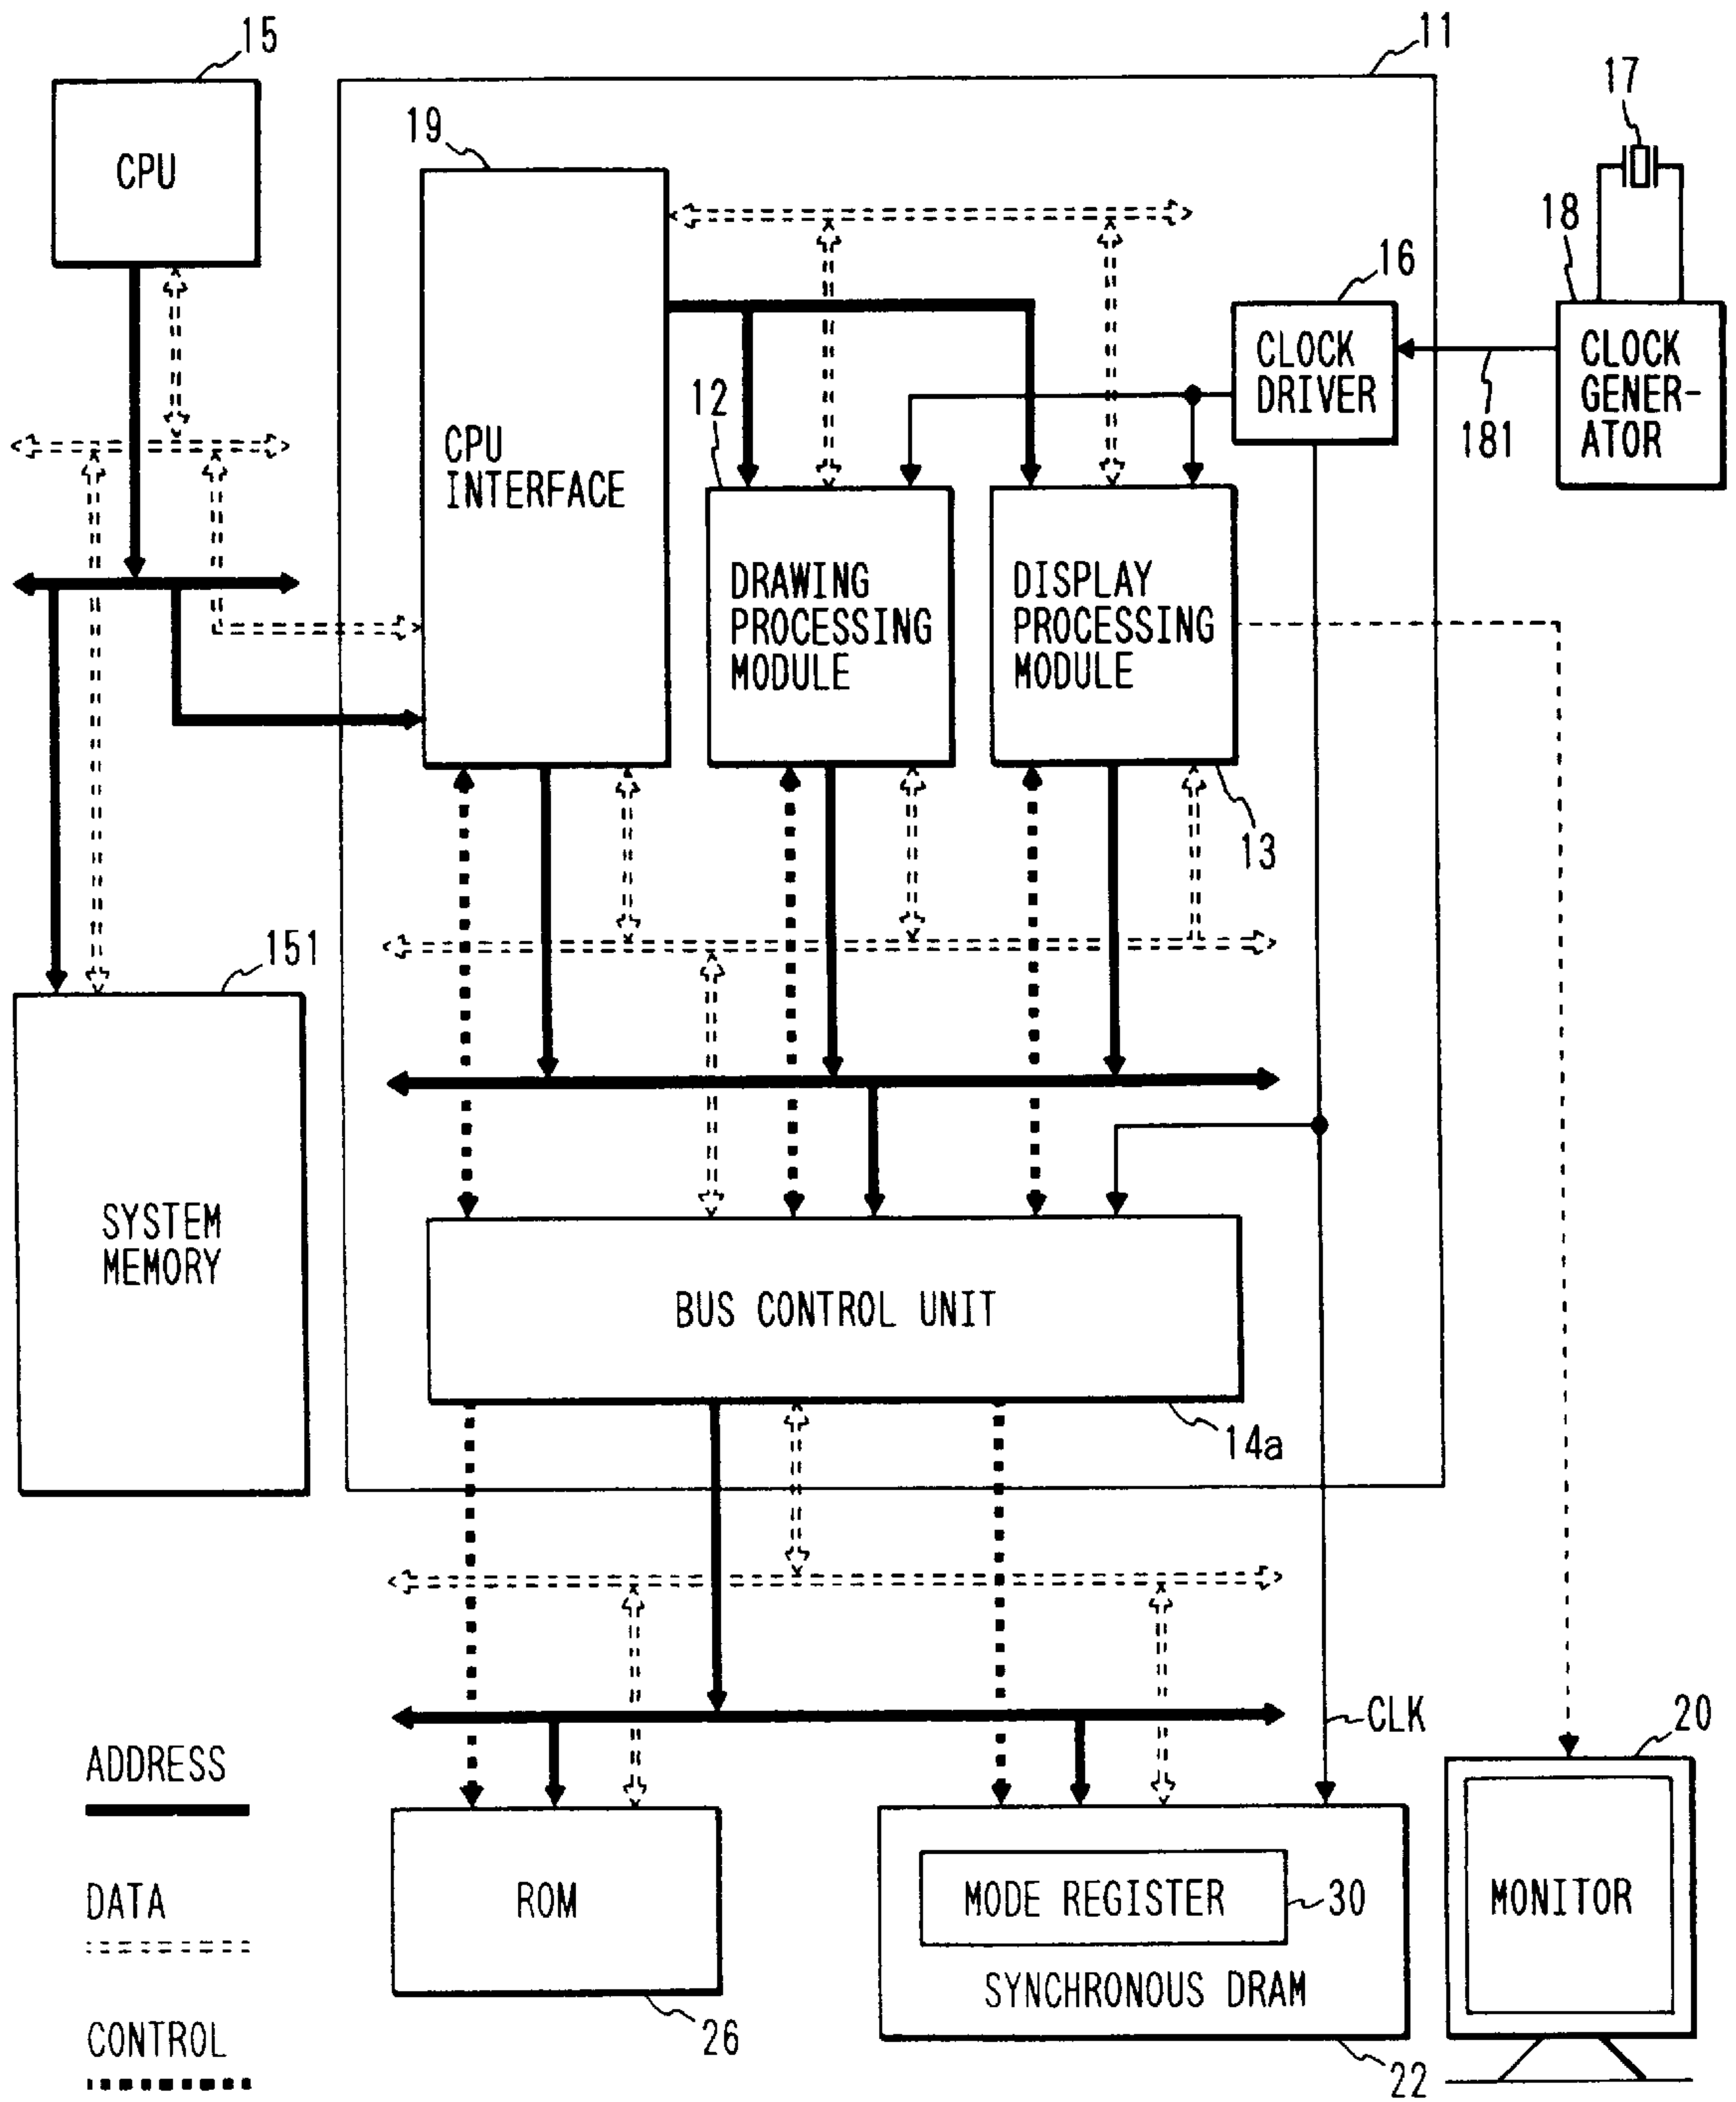 15
11
17
19
CPU
18
16
CLOCK
DRIVER
CLOCK
GENER-
ATOR
12
181
CPU
INTERFACE
DRAWING
PROCESSING
MODULE
DISPLAY
PROCESSING
MODULE
13
151
SYSTEM
MEMORY
BUS CONTROL UNIT
14a
CLK
20
ADDRESS
DATA
CONTROL
ROM
26
MODE REGISTER
30
SYNCHRONOUS DRAM
22
MONITOR